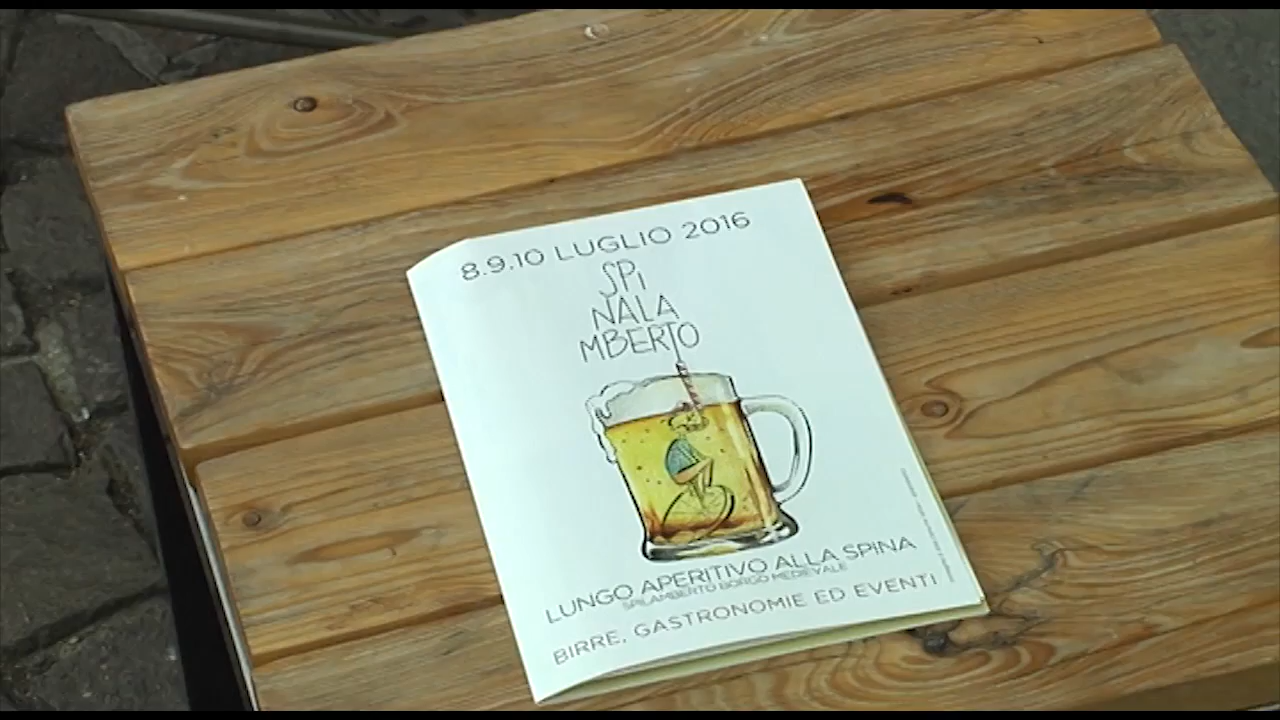 8.9.10 LUGLIO 2016
SPi
NALA
MBERTO
LUNGO APERITIVO ALLA SPINA
SPILAMBERTO BORGO MEDIEVALE
BIRRE, GASTRONOMIE ED EVENTI